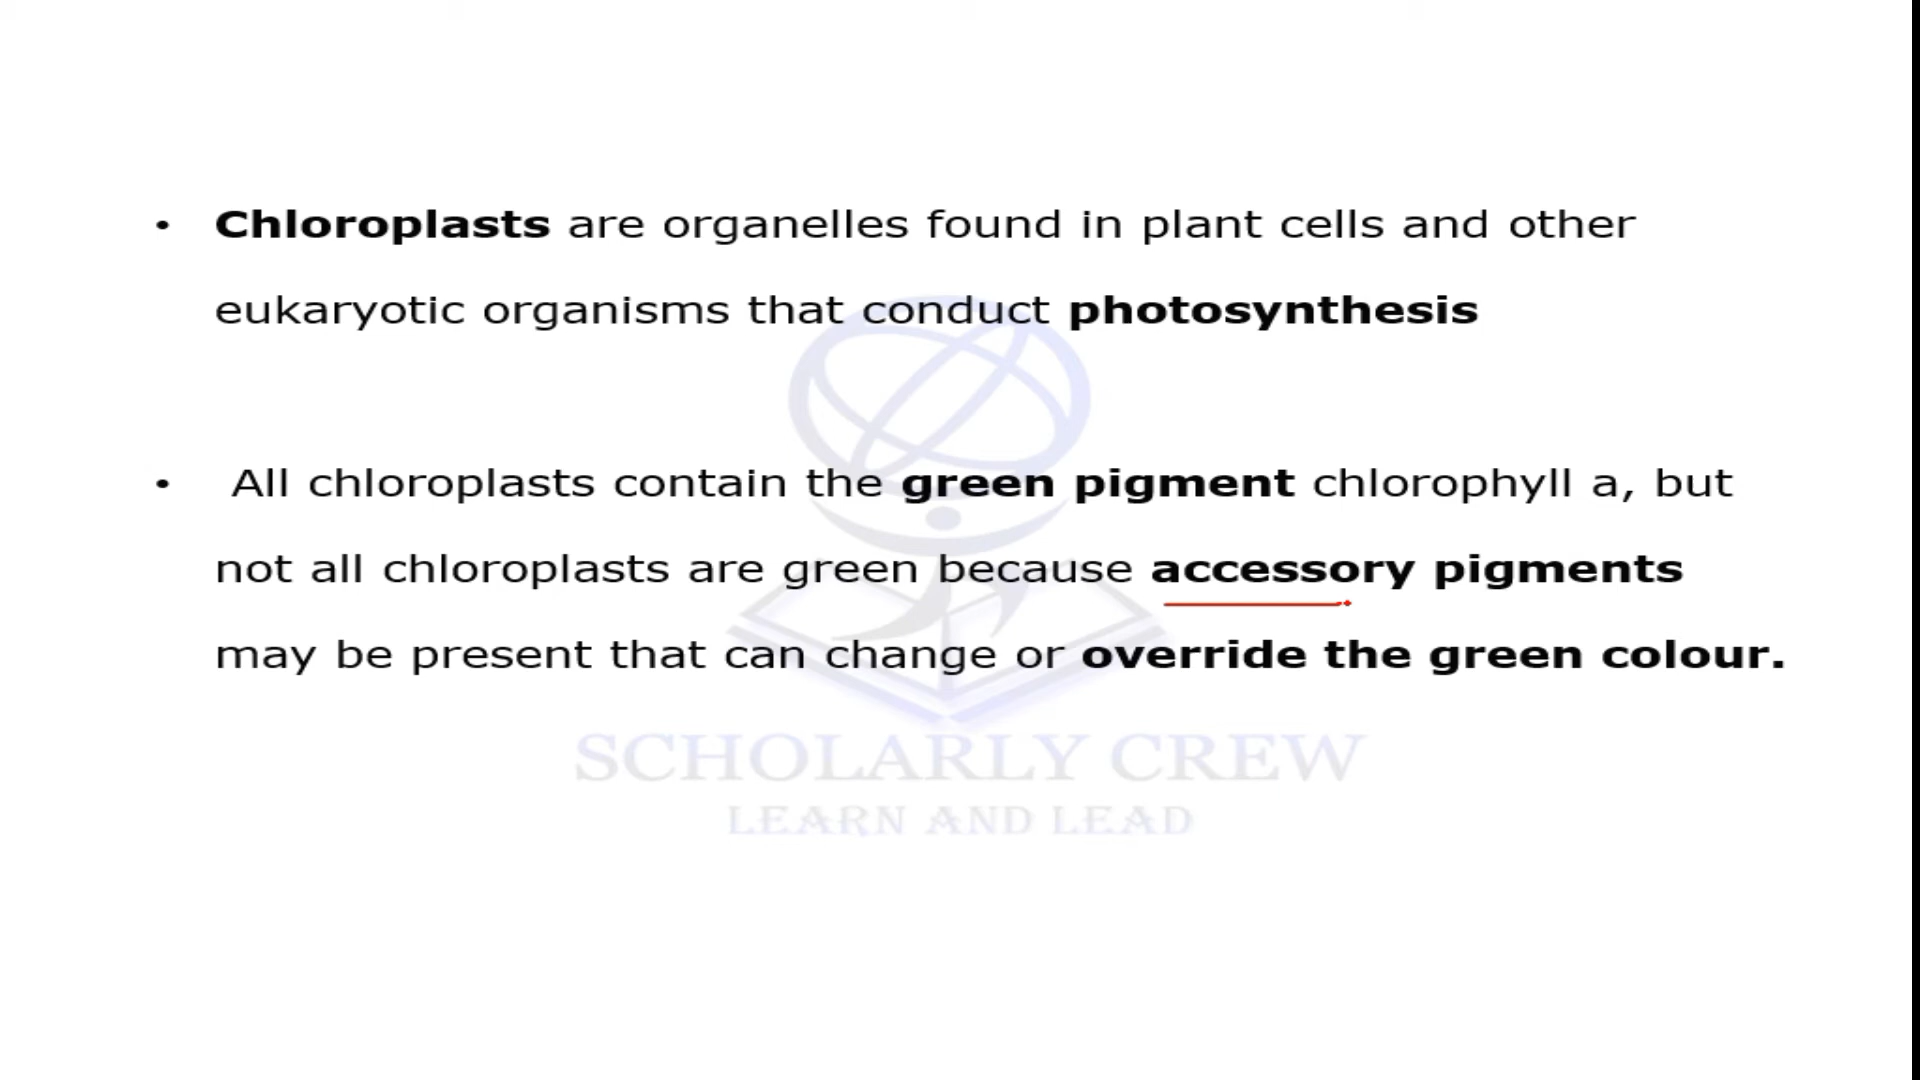 • Chloroplasts are organelles found in plant cells and other
eukaryotic organisms that conduct photosynthesis
• All chloroplasts contain the green pigment chlorophyll a, but
not all chloroplasts are green because accessory pigments
may be present that can change or override the green colour.
SCHOLARLY CREW
LEARN AND LEAD